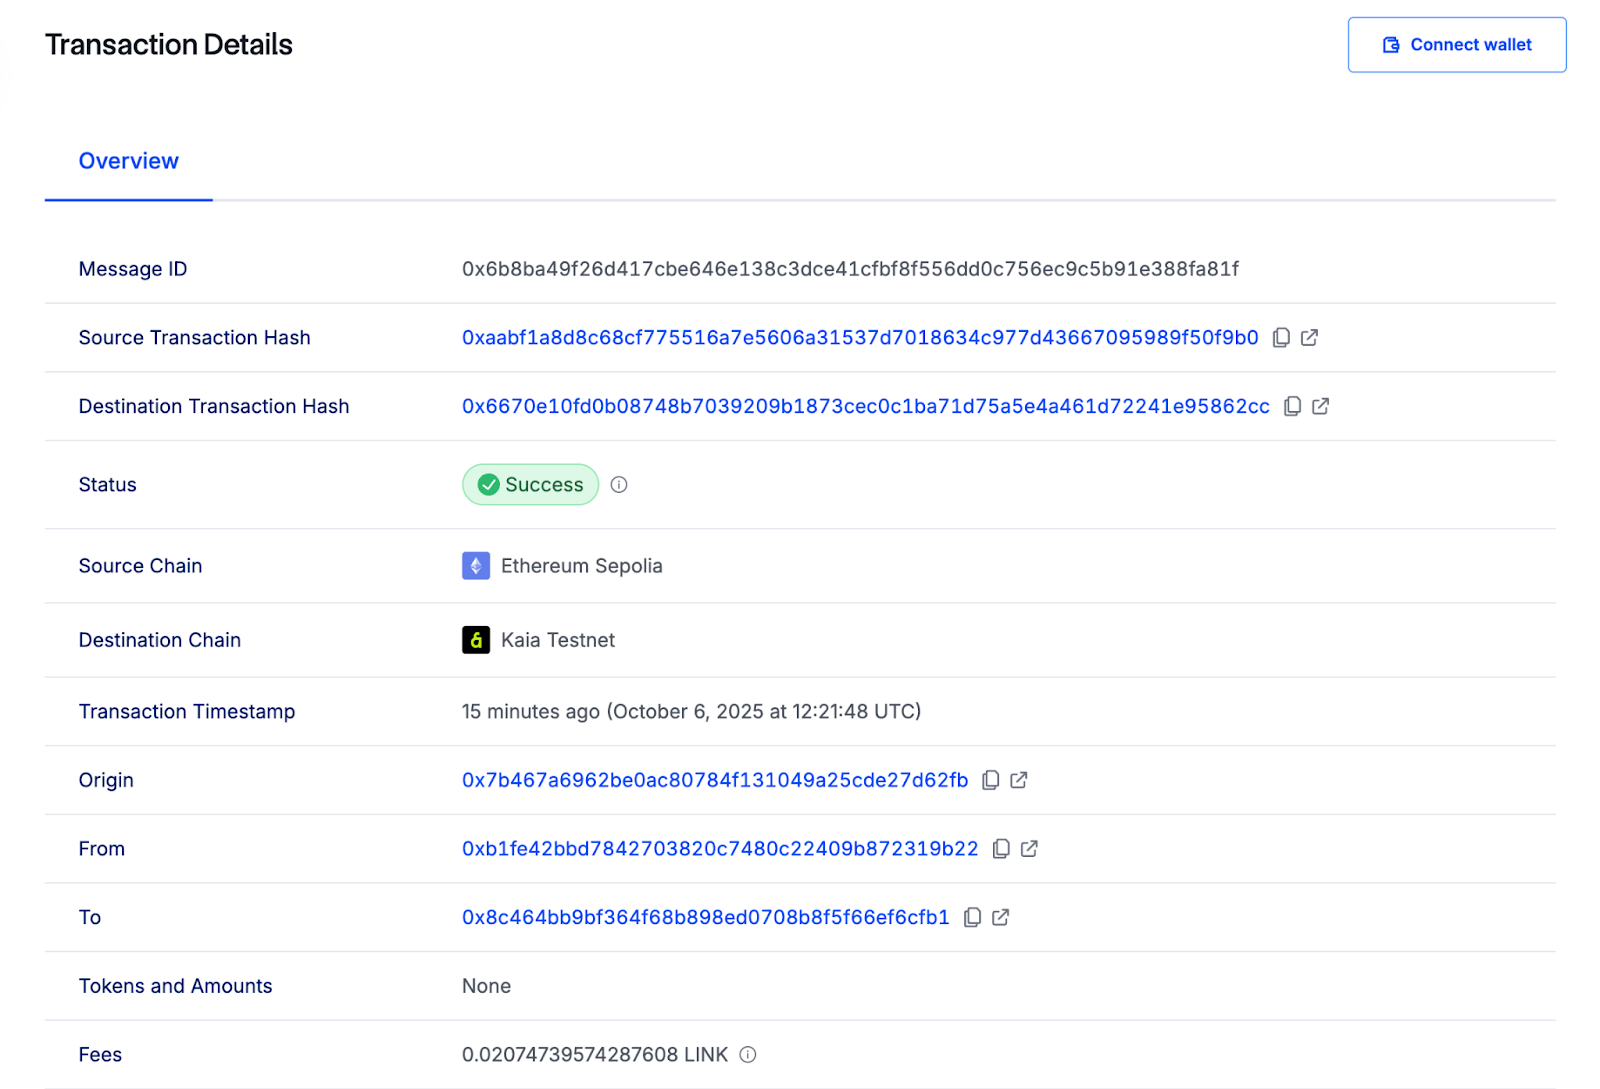 Transaction Details
Connect wallet
Overview
Message ID 0x6b8ba49f26d417cbe646e138c3dce41cfbf8f556dd0c756ec9c5b91e388fa81f
Source Transaction Hash 0xaabf1a8d8c68cf775516a7e5606a31537d7018634c977d43667095989f50f9b0
Destination Transaction Hash 0x6670e10fd0b08748b7039209b1873cec0c1ba71d75a5e4a461d72241e95862cc
Status Success
Source Chain Ethereum Sepolia
Destination Chain Kaia Testnet
Transaction Timestamp 15 minutes ago (October 6, 2025 at 12:21:48 UTC)
Origin 0x7b467a6962be0ac80784f131049a25cde27d62fb
From 0xb1fe42bbd7842703820c7480c22409b872319b22
To 0x8c464bb9bf364f68b898ed0708b8f5f66ef6cfb1
Tokens and Amounts None
Fees 0.02074739574287608 LINK